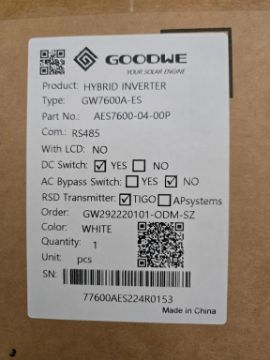 GOODWE
YOUR SOLAR ENGINE
Product: HYBRID INVERTER
Type: GW7600A-ES
Part No.: AES7600-04-00P
Com.: RS485
With LCD: NO
DC Switch: ☑ YES ☐ NO
AC Bypass Switch: ☐ YES ☑ NO
RSD Transmitter: ☑ TIGO ☐ APsystems
Order: GW292220101-ODM-SZ
Color: WHITE
Quantity: 1
Unit: pcs
SN:
77600AES224R0153
Made in China